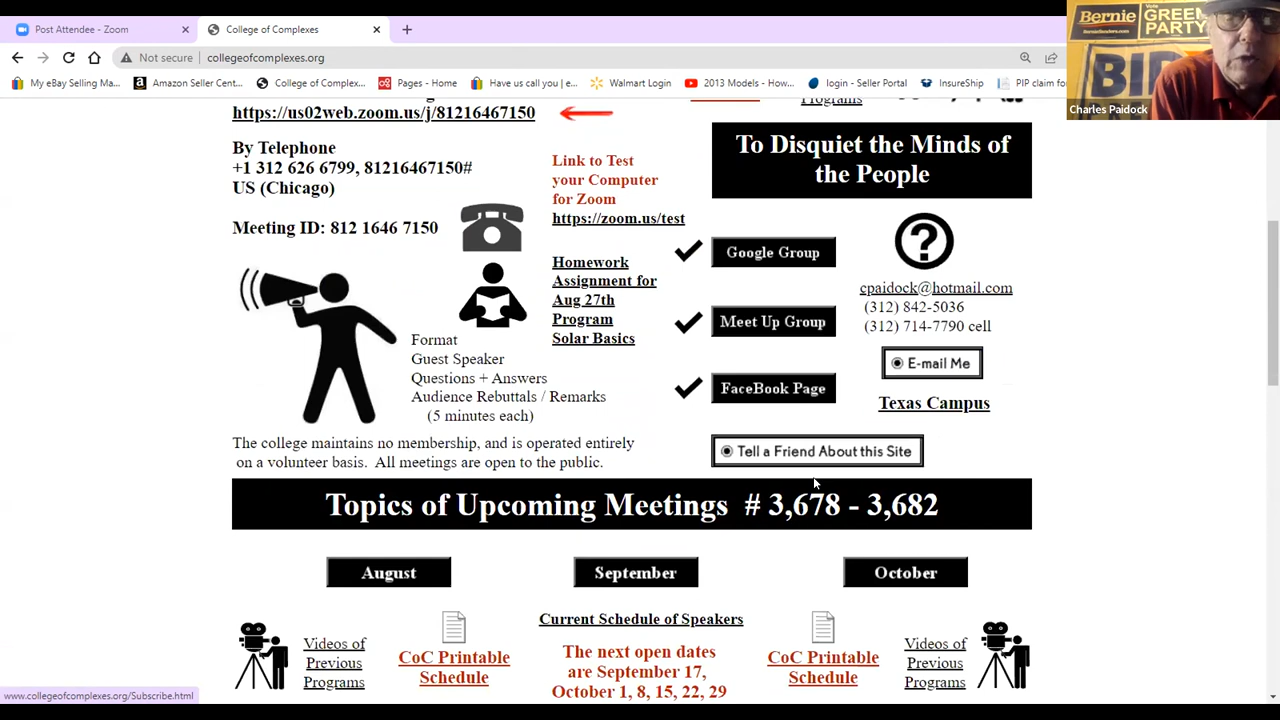 Post Attendee - Zoom
College of Complexes
Not secure
collegeofcomplexes.org
My eBay Selling Ma...
Amazon Seller Cent...
College of Complex...
Pages - Home
Have us call you | e...
Walmart Login
2013 Models - How...
login - Seller Portal
InsureShip
PIP claim fo
Bernie
BernieSanders.com
Vote
GREEN
PARTY
BID
Charles Paidock
https://us02web.zoom.us/j/81216467150
Programs
By Telephone
+1 312 626 6799, 81216467150#
US (Chicago)
Meeting ID: 812 1646 7150
Link to Test
your Computer
for Zoom
https://zoom.us/test
Homework
Assignment for
Aug 27th
Program
Solar Basics
Format
Guest Speaker
Questions + Answers
Audience Rebuttals / Remarks
(5 minutes each)
The college maintains no membership, and is operated entirely
on a volunteer basis. All meetings are open to the public.
To Disquiet the Minds of
the People
Google Group
Meet Up Group
FaceBook Page
?
cpaidock@hotmail.com
(312) 842-5036
(312) 714-7790 cell
E-mail Me
Texas Campus
Tell a Friend About this Site
Topics of Upcoming Meetings # 3,678 - 3,682
August
September
October
Videos of
Previous
Programs
CoC Printable
Schedule
Current Schedule of Speakers
The next open dates
are September 17,
October 1, 8, 15, 22, 29
CoC Printable
Schedule
Videos of
Previous
Programs
www.collegeofcomplexes.org/Subscribe.html